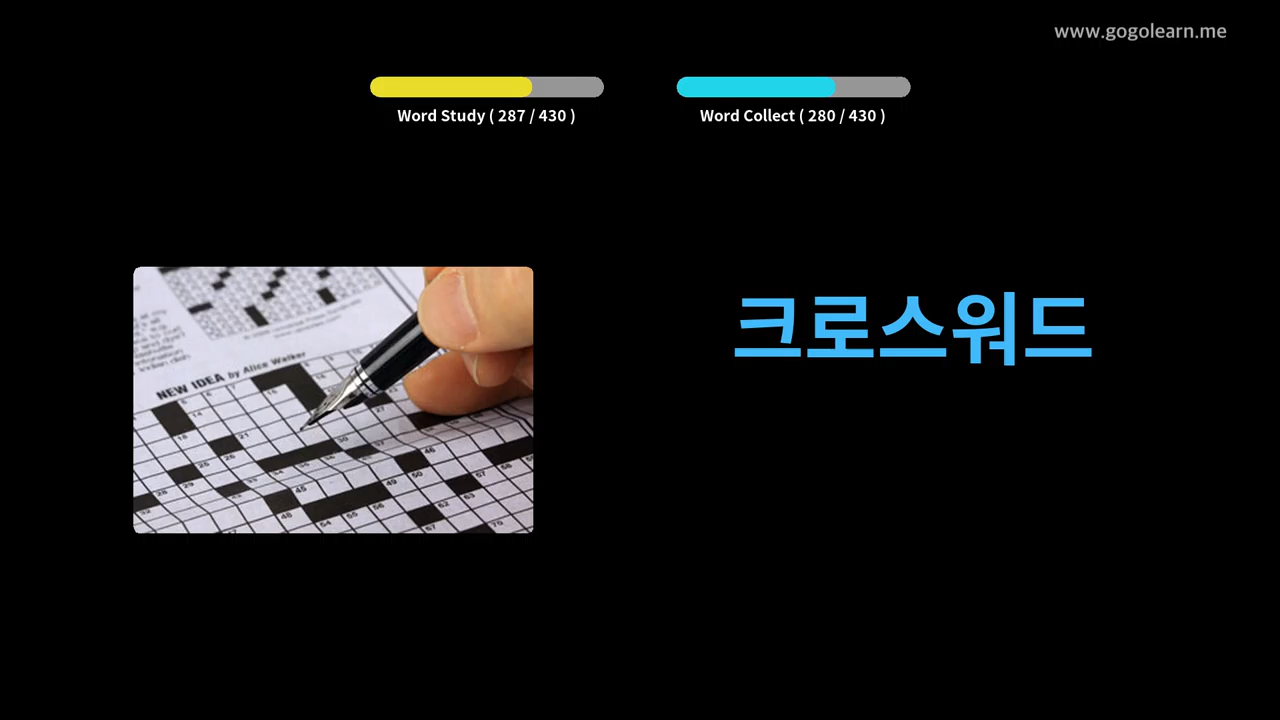 www.gogolearn.me
Word Study ( 287 / 430 )
Word Collect ( 280 / 430 )
크로스워드
NEW IDEA by Alice Walker